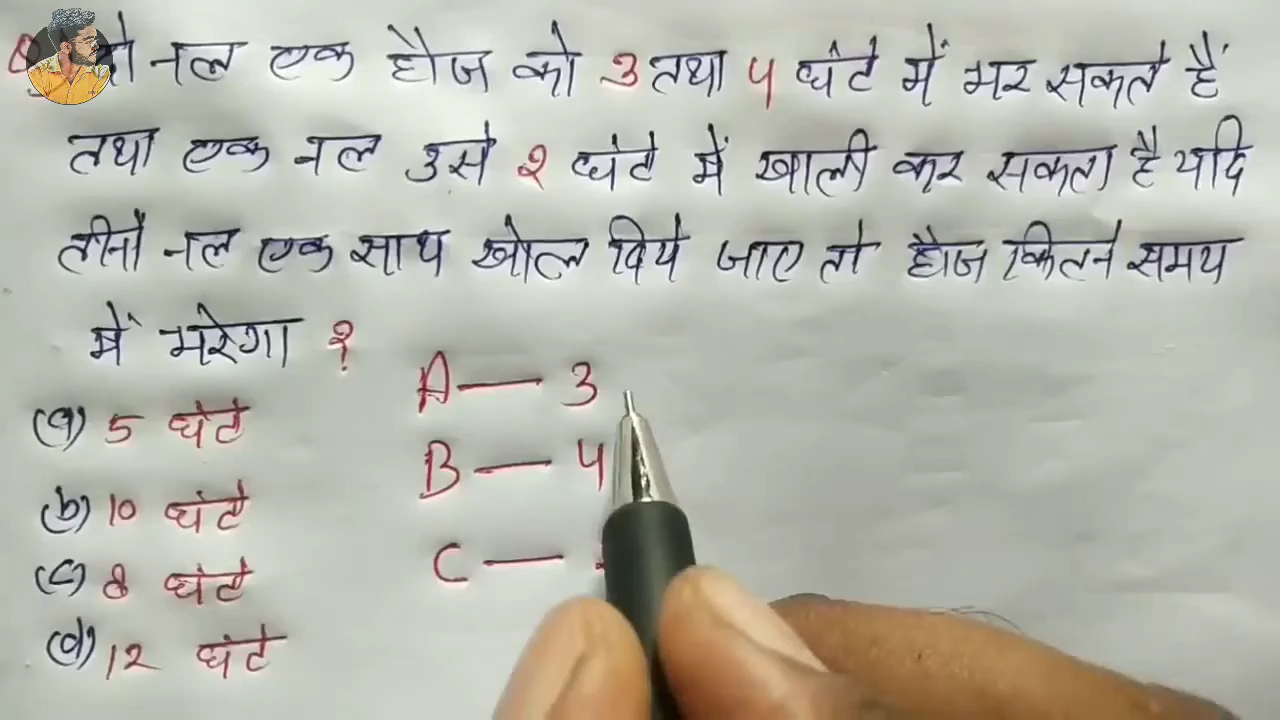 दो नल एक हौज को 3 तथा 4 घंटे में भर सकते हैं
तथा एक नल उसे 2 घंटे में खाली कर सकता है यदि
तीनों नल एक साथ खोल दिये जाए तो हौज कितने समय
में भरेगा ?
(a) 5 घंटे
(b) 10 घंटे
(c) 8 घंटे
(d) 12 घंटे
A — 3
B — 4
C —